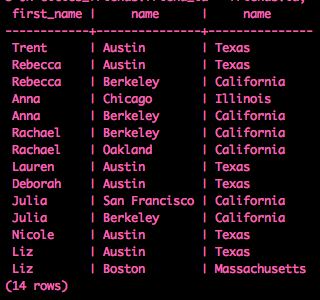 first_name |     name      |     name
------------+---------------+---------------
 Trent      | Austin        | Texas
 Rebecca    | Austin        | Texas
 Rebecca    | Berkeley      | California
 Anna       | Chicago       | Illinois
 Anna       | Berkeley      | California
 Rachael    | Berkeley      | California
 Rachael    | Oakland       | California
 Lauren     | Austin        | Texas
 Deborah    | Austin        | Texas
 Julia      | San Francisco | California
 Julia      | Berkeley      | California
 Nicole     | Austin        | Texas
 Liz        | Austin        | Texas
 Liz        | Boston        | Massachusetts
(14 rows)